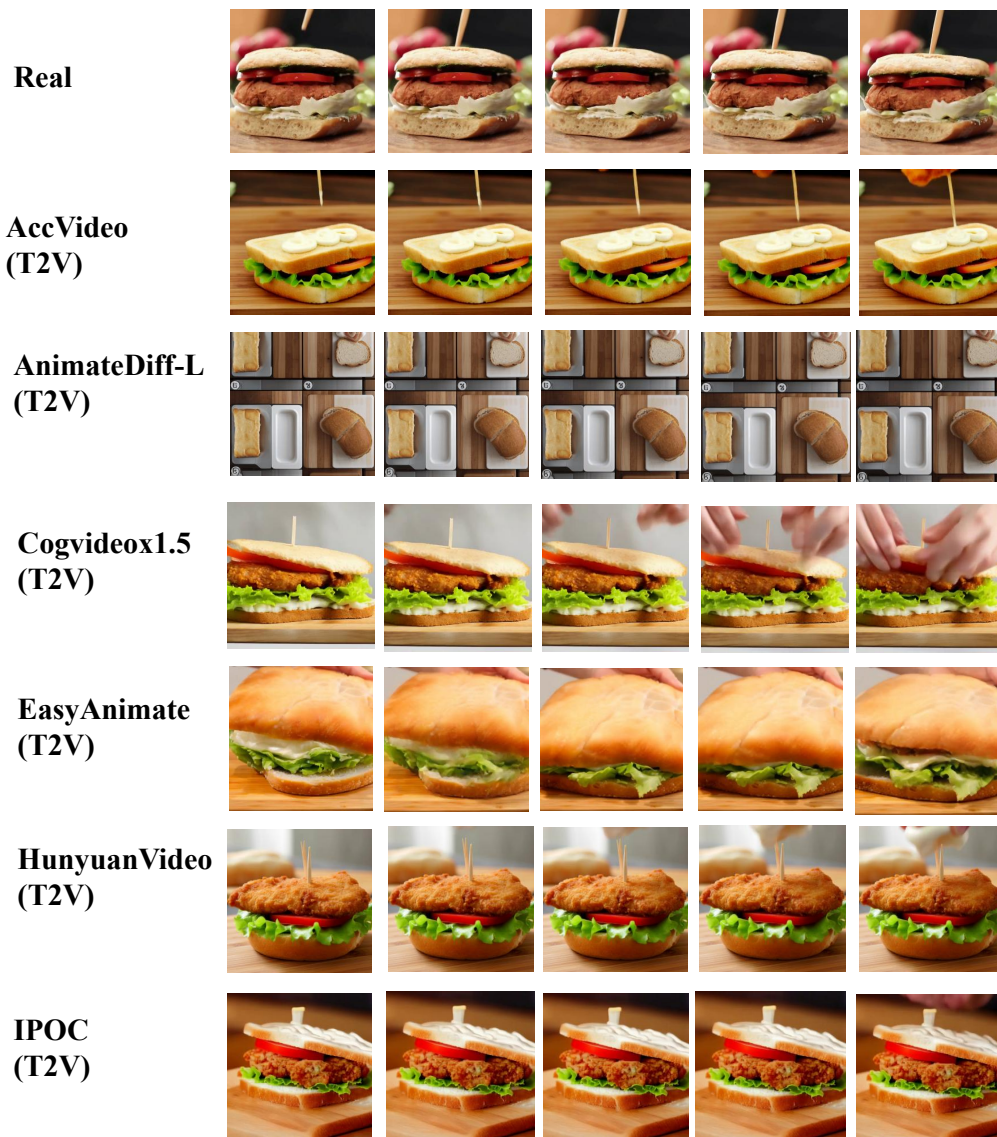 Real
AccVideo
(T2V)
AnimateDiff-L
(T2V)
Cogvideox1.5
(T2V)
EasyAnimate
(T2V)
HunyuanVideo
(T2V)
IPOC
(T2V)